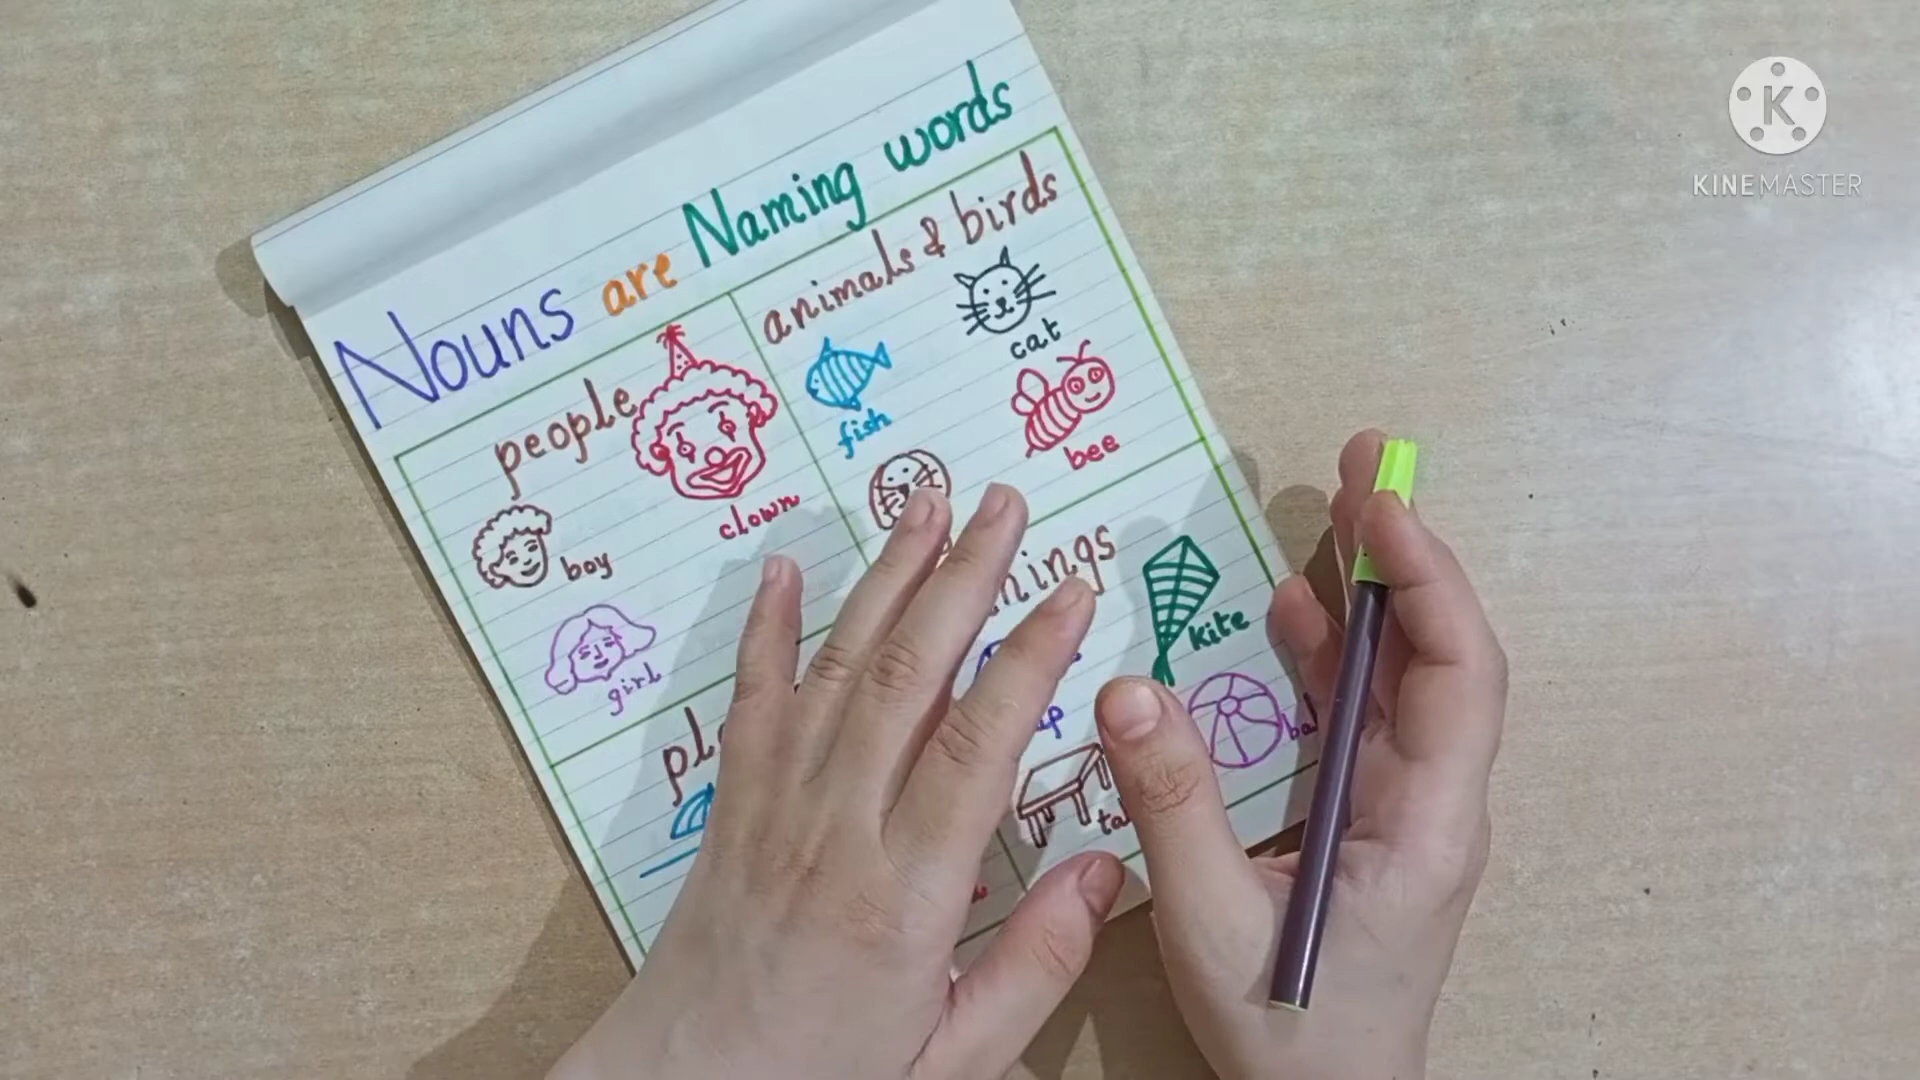 Nouns are Naming words
people
clown
boy
girl
animals & birds
cat
fish
bee
kite
KINEMASTER